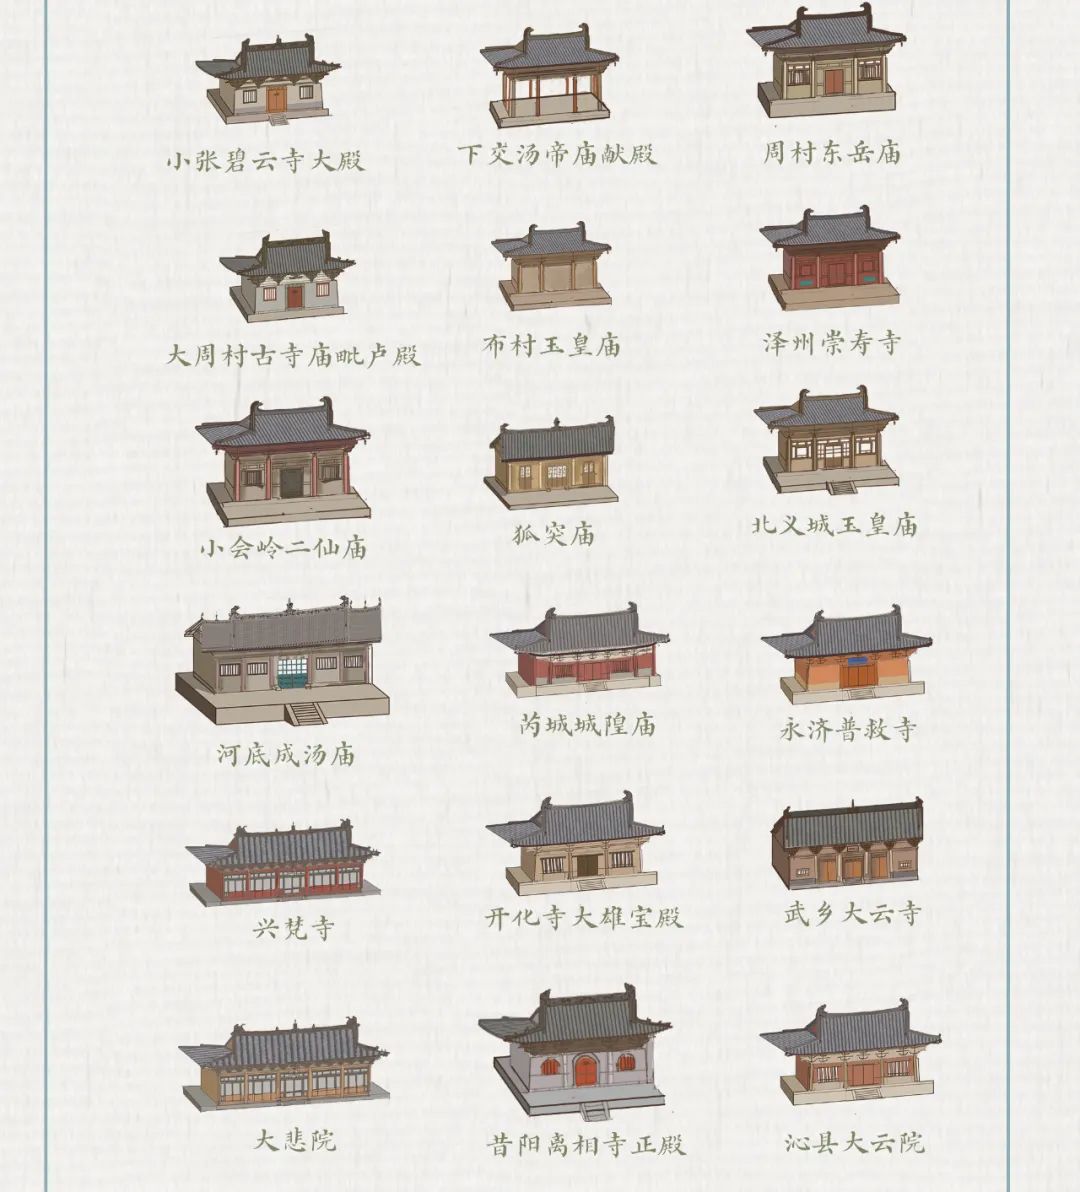 小张碧云寺大殿
下交汤帝庙献殿
周村东岳庙
大周村古寺庙毗卢殿
布村玉皇庙
泽州崇寿寺
小会岭二仙庙
狐突庙
北义城玉皇庙
河底成汤庙
芮城城隍庙
永济普救寺
兴梵寺
开化寺大雄宝殿
武乡大云寺
大悲院
昔阳离相寺正殿
沁县大云院